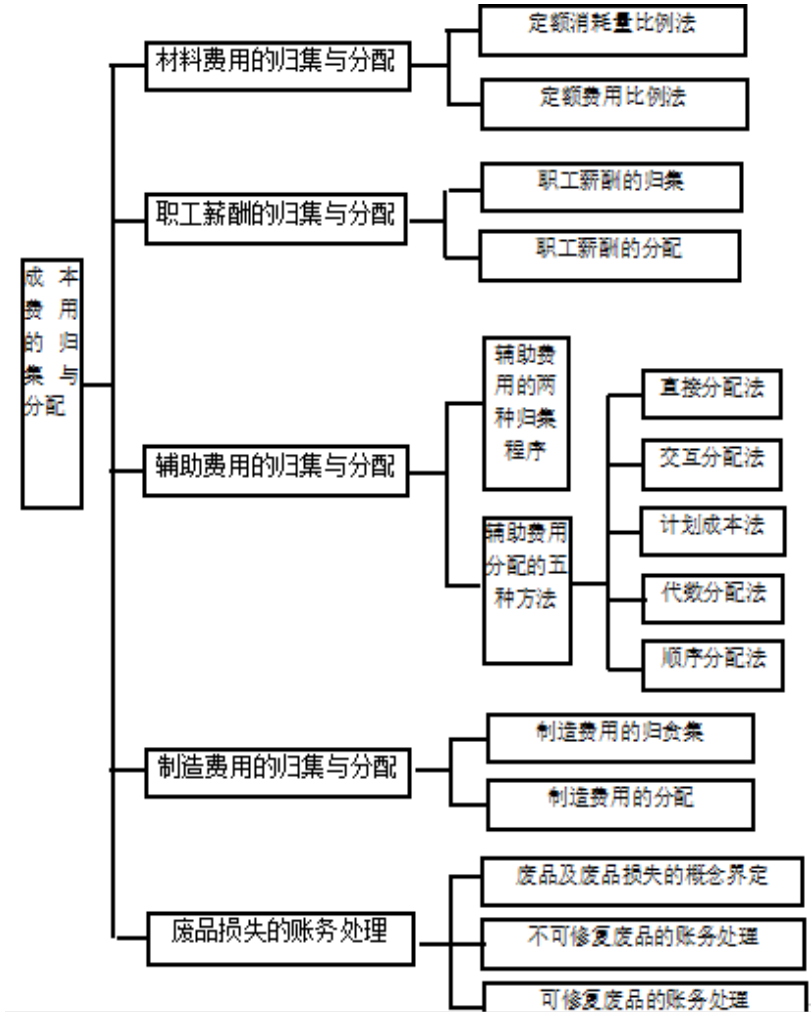 定额消耗量比例法
材料费用的归集与分配
定额费用比例法
职工薪酬的归集
职工薪酬的分配
职工薪酬的归集与分配
成本
费用
的归
集与
分配
辅助费
用的两
种归集
程序
辅助费用的归集与分配
辅助费用
分配的五
种方法
直接分配法
交互分配法
计划成本法
代数分配法
顺序分配法
制造费用的归集与分配
制造费用的归贪集
制造费用的分配
废品损失的账务处理
废品及废品损失的概念界定
不可修复废品的账务处理
可修复废品的账务处理